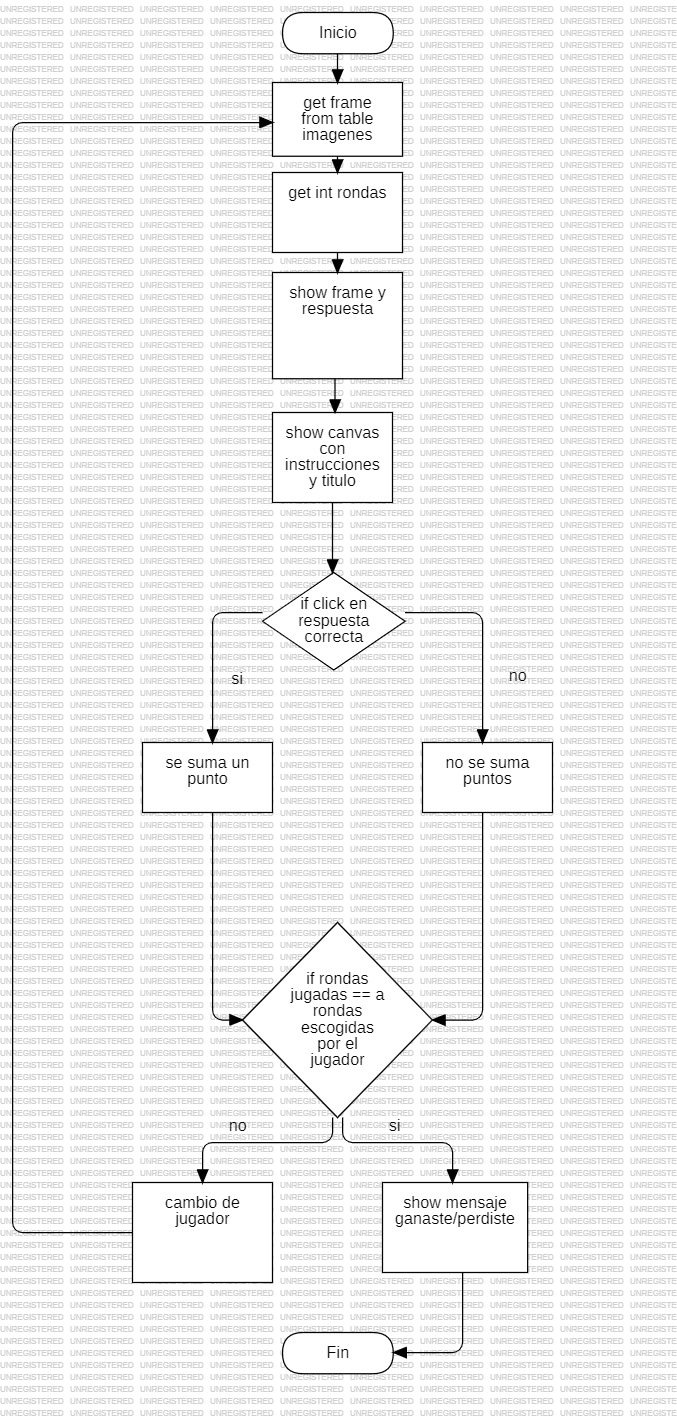 Inicio
get frame
from table
imagenes
get int rondas
show frame y
respuesta
show canvas
con
instrucciones
y titulo
if click en
respuesta
correcta
si
no
se suma un
punto
no se suma
puntos
if rondas
jugadas == a
rondas
escogidas
por el
jugador
no
si
cambio de
jugador
show mensaje
ganaste/perdiste
Fin
UNREGISTERED